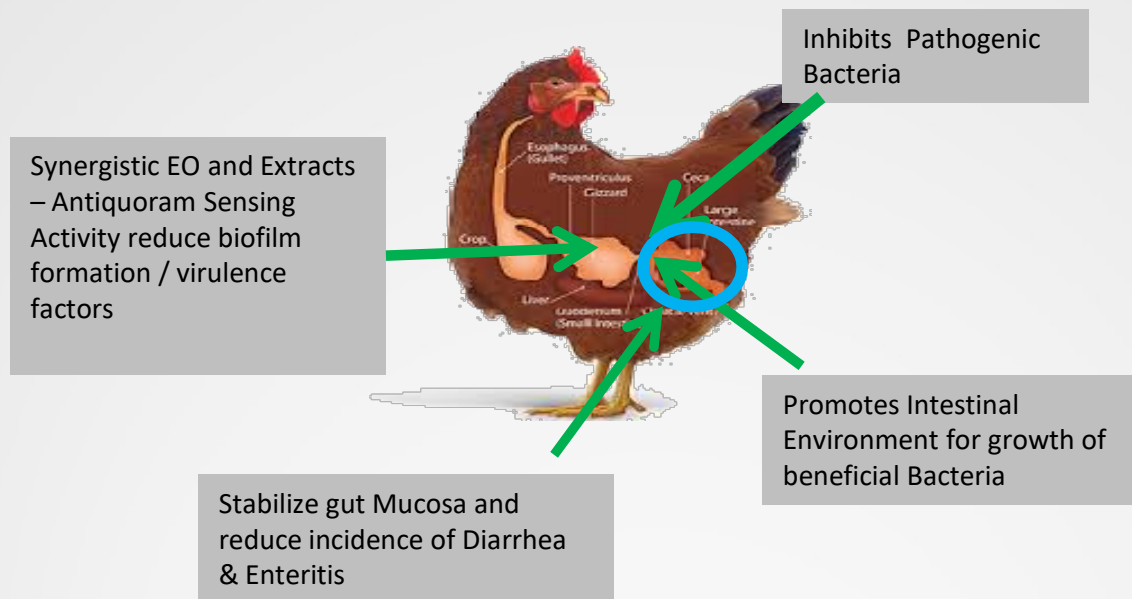 Inhibits Pathogenic
Bacteria
Synergistic EO and Extracts
– Antiquoram Sensing
Activity reduce biofilm
formation / virulence
factors
Esophagus
(Gullet)
Proventriculus
Gizzard
Ceca
Large
Crop
Liver
Duodenum
(Small
Promotes Intestinal
Environment for growth of
beneficial Bacteria
Stabilize gut Mucosa and
reduce incidence of Diarrhea
& Enteritis